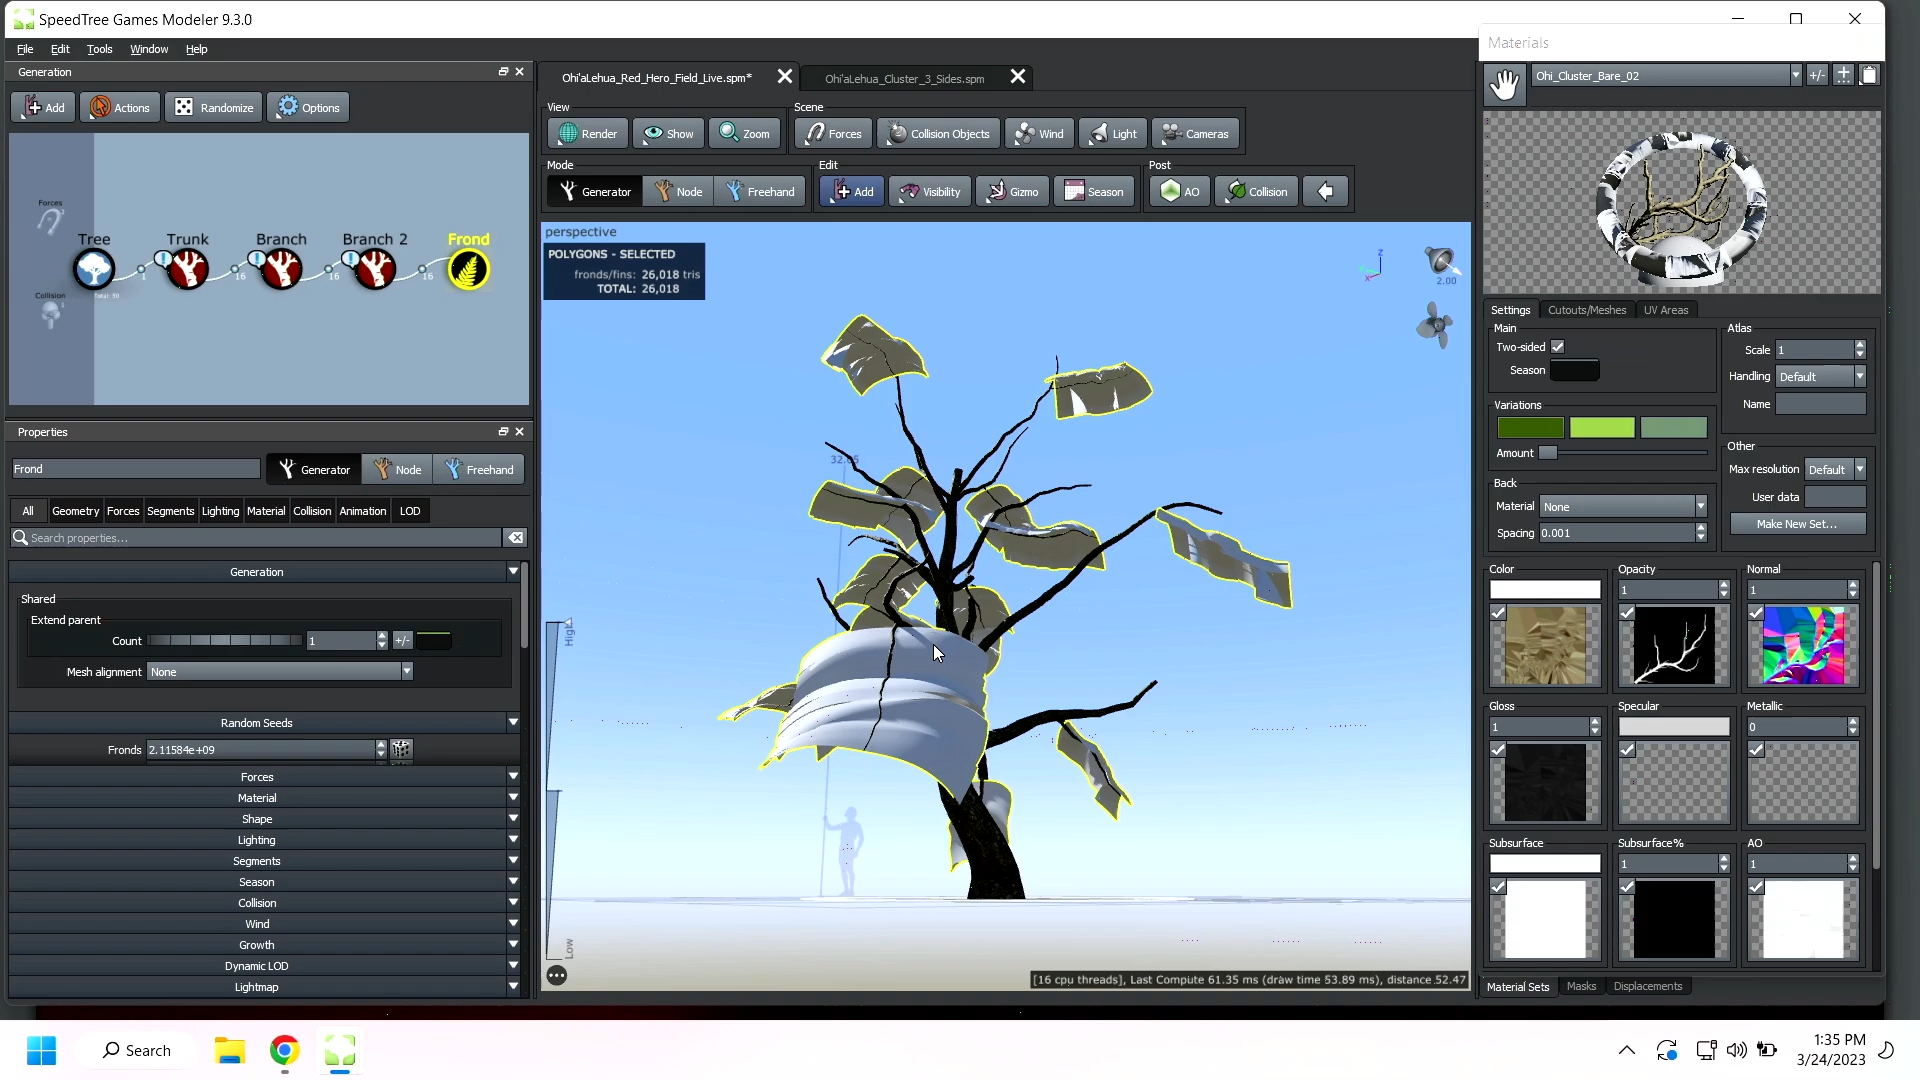 SpeedTree Games Modeler 9.3.0
File Edit Tools Window Help
Generation
Add Actions Randomize Options
Forces
Collision
Tree Trunk Branch Branch 2 Frond
1 16 16 16
Total: 50
Properties
Frond Generator Node Freehand
All Geometry Forces Segments Lighting Material Collision Animation LOD
Search properties...
Generation
Shared
Extend parent
Count 1 +/-
Mesh alignment None
Random Seeds
Fronds 2.11584e+09
Forces
Material
Shape
Lighting
Segments
Season
Collision
Wind
Growth
Dynamic LOD
Lightmap
Ohi'aLehua_Red_Hero_Field_Live.spm*
Ohi'aLehua_Cluster_3_Sides.spm
View
Render Show Zoom
Scene
Forces Collision Objects Wind Light Cameras
Mode
Generator Node Freehand
Edit
Add Visibility Gizmo Season
Post
AO Collision
perspective
POLYGONS - SELECTED
fronds/fins: 26,018 tris
TOTAL: 26,018
z
x
2.00
High
Low
[16 cpu threads], Last Compute 61.35 ms (draw time 53.89 ms), distance 52.47
Materials
Ohi_Cluster_Bare_02 +/-
Settings Cutouts/Meshes UV Areas
Main
Two-sided
Season
Variations
Amount
Back
Material None
Spacing 0.001
Atlas
Scale 1
Handling Default
Name
Other
Max resolution Default
User data
Make New Set...
Color Opacity Normal
1 1
Gloss Specular Metallic
1 0
Subsurface Subsurface% AO
1 1
Material Sets Masks Displacements
Search
1:35 PM
3/24/2023